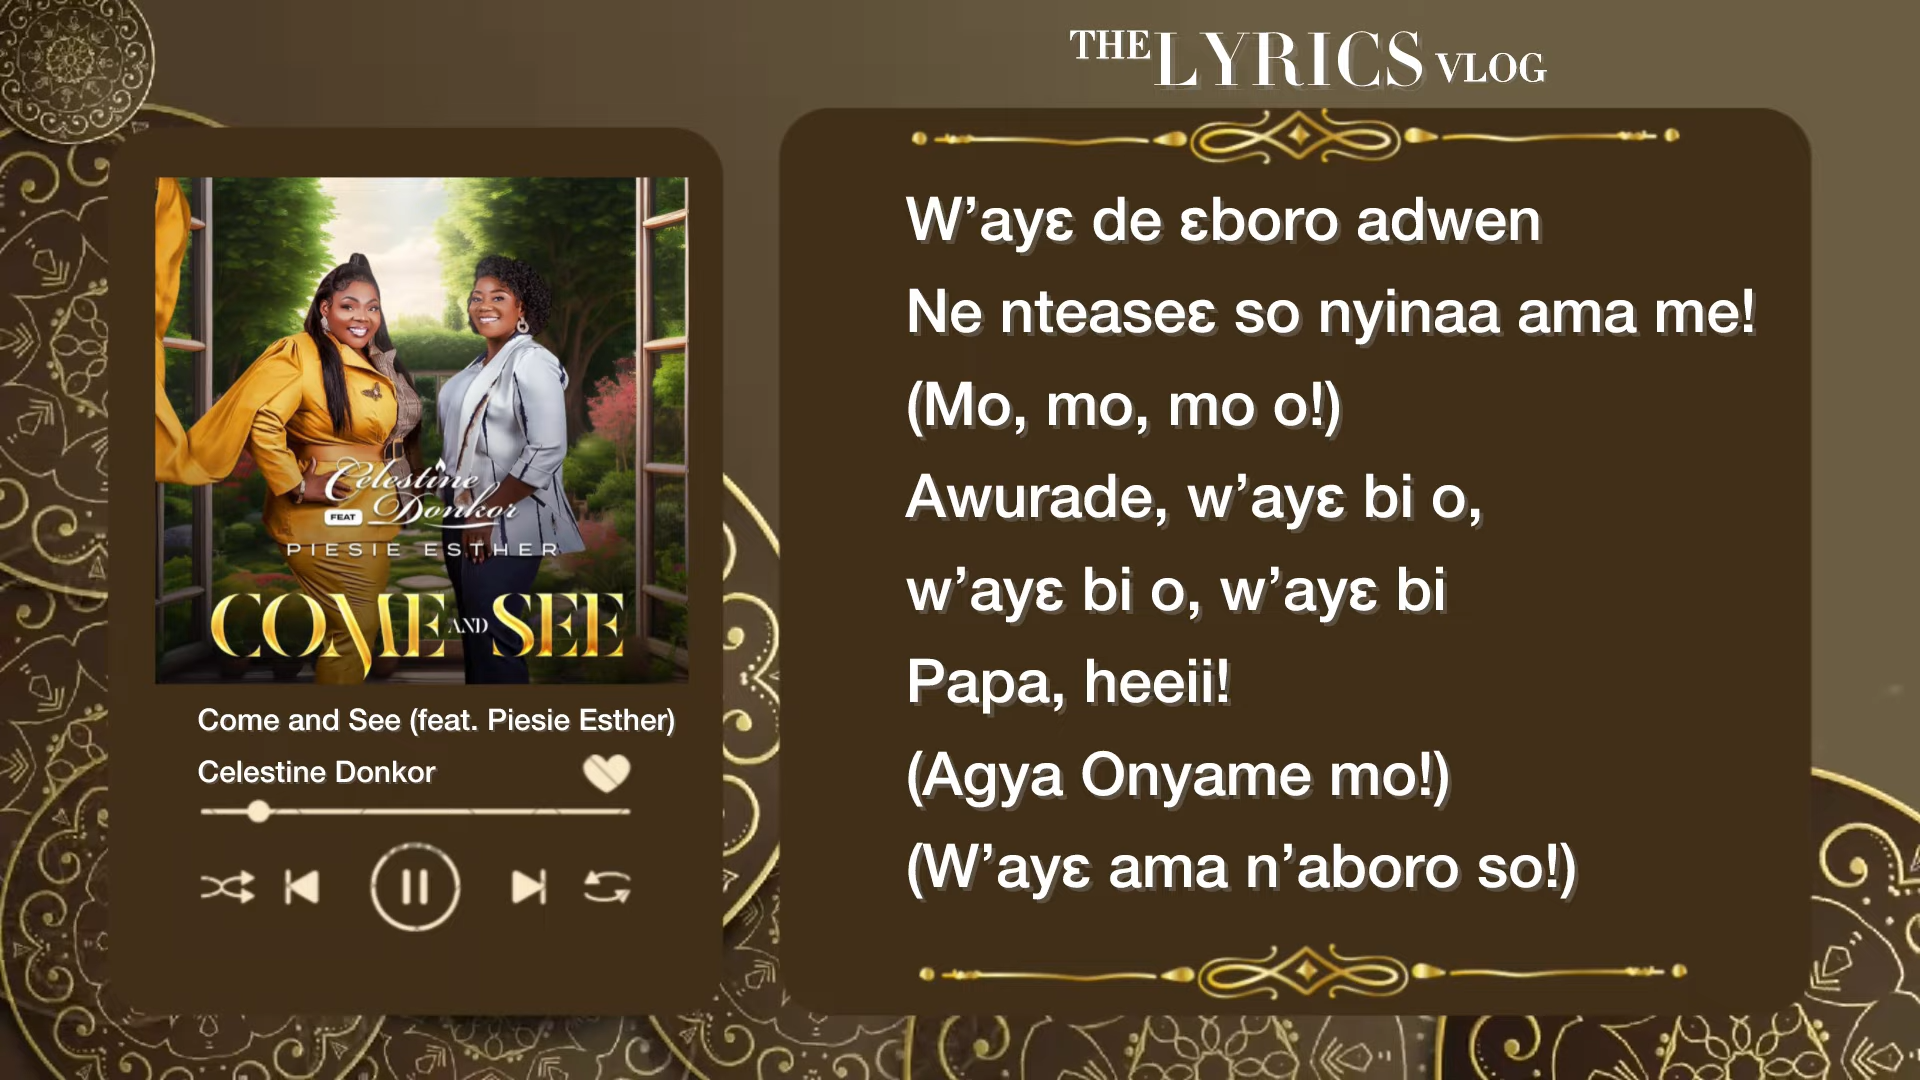 THE LYRICS VLOG
Celestine
Donkor
FEAT
PIESIE ESTHER
COME AND SEE
Come and See (feat. Piesie Esther)
Celestine Donkor
W’ayɛ de ɛboro adwen
Ne nteaseɛ so nyinaa ama me!
(Mo, mo, mo o!)
Awurade, w’ayɛ bi o,
w’ayɛ bi o, w’ayɛ bi
Papa, heeii!
(Agya Onyame mo!)
(W’ayɛ ama n’aboro so!)